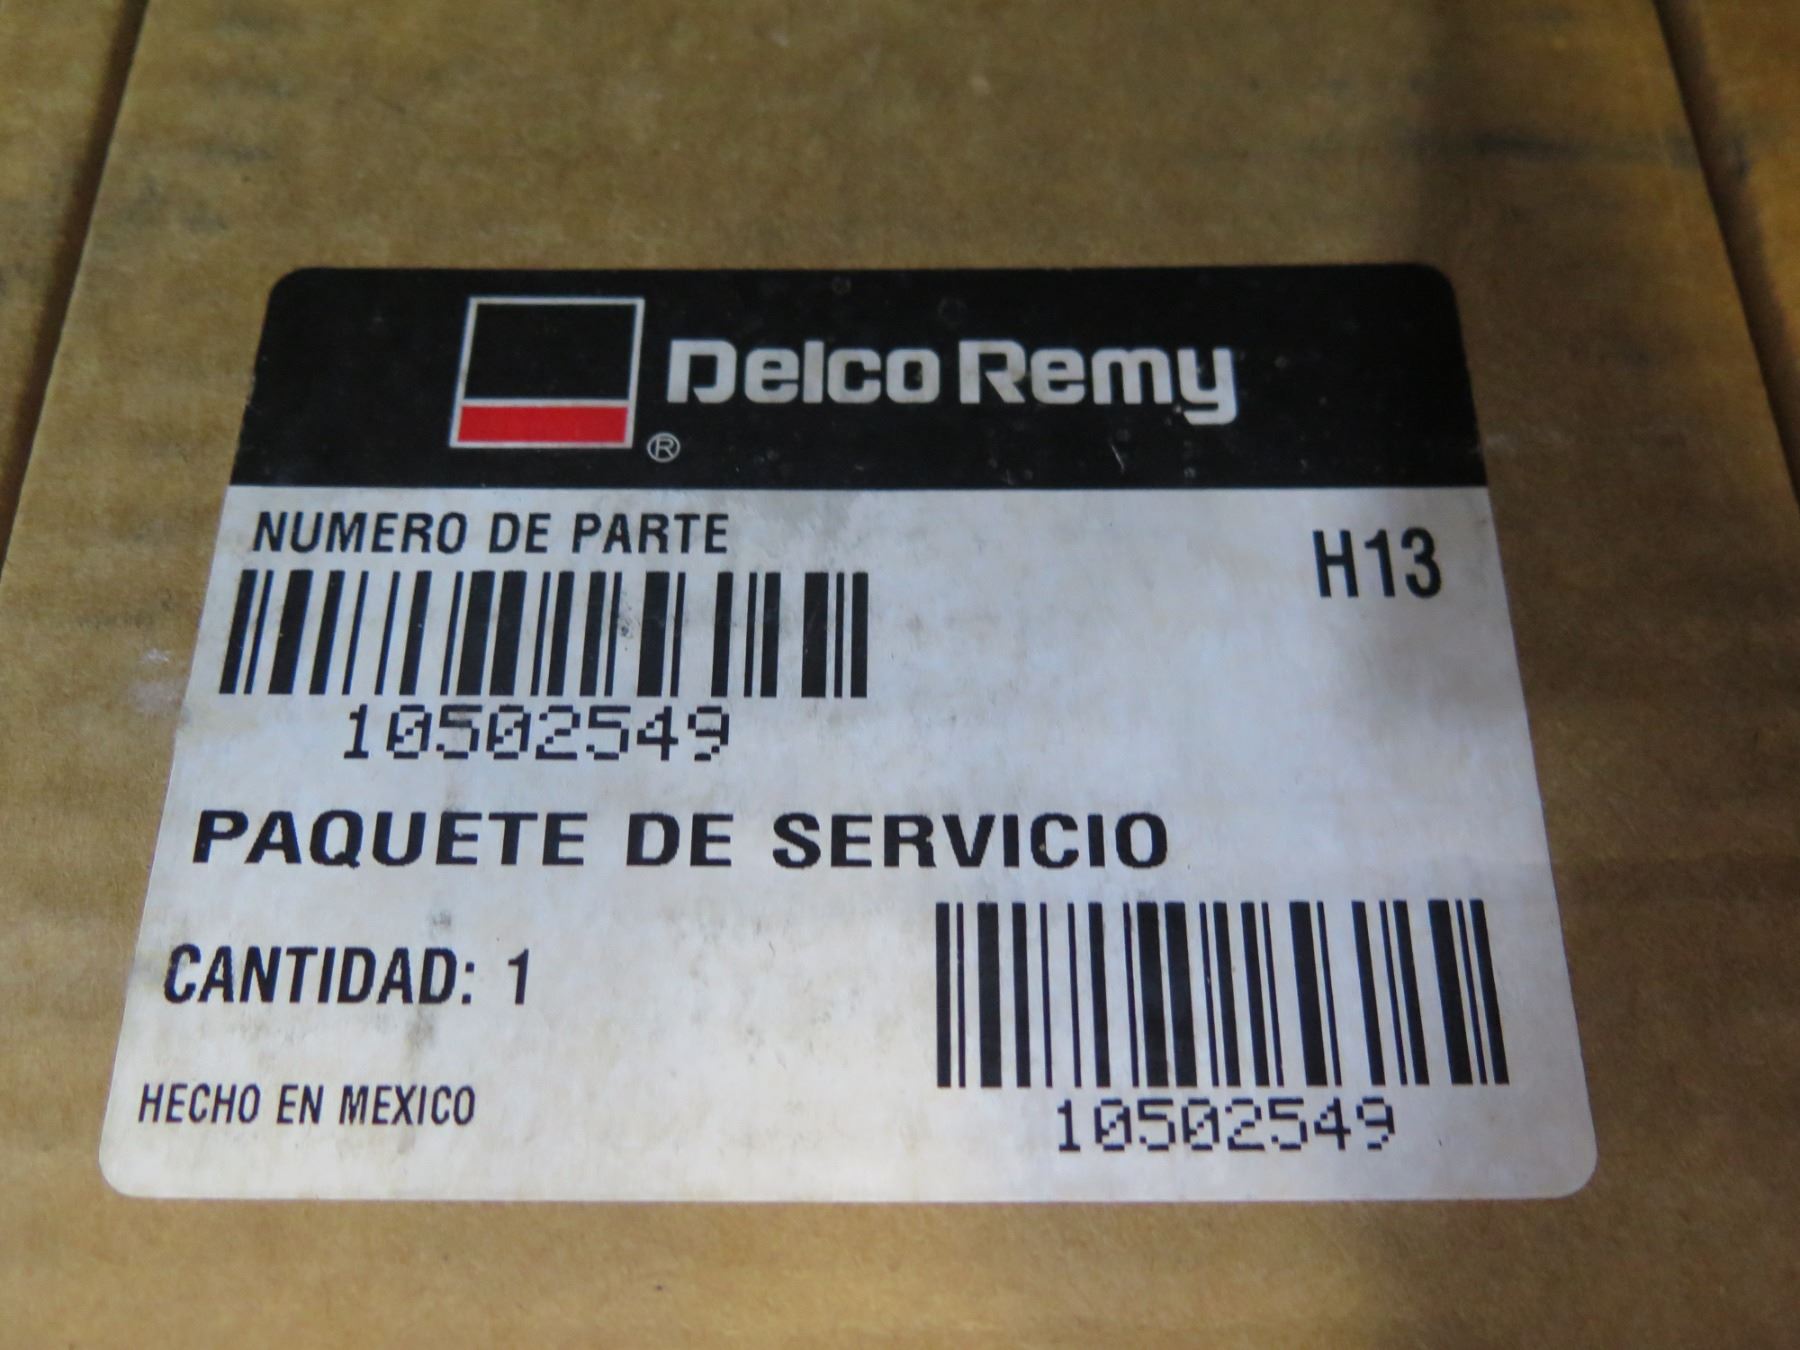 Delco Remy
®
NUMERO DE PARTE
H13
10502549
PAQUETE DE SERVICIO
CANTIDAD: 1
HECHO EN MEXICO
10502549